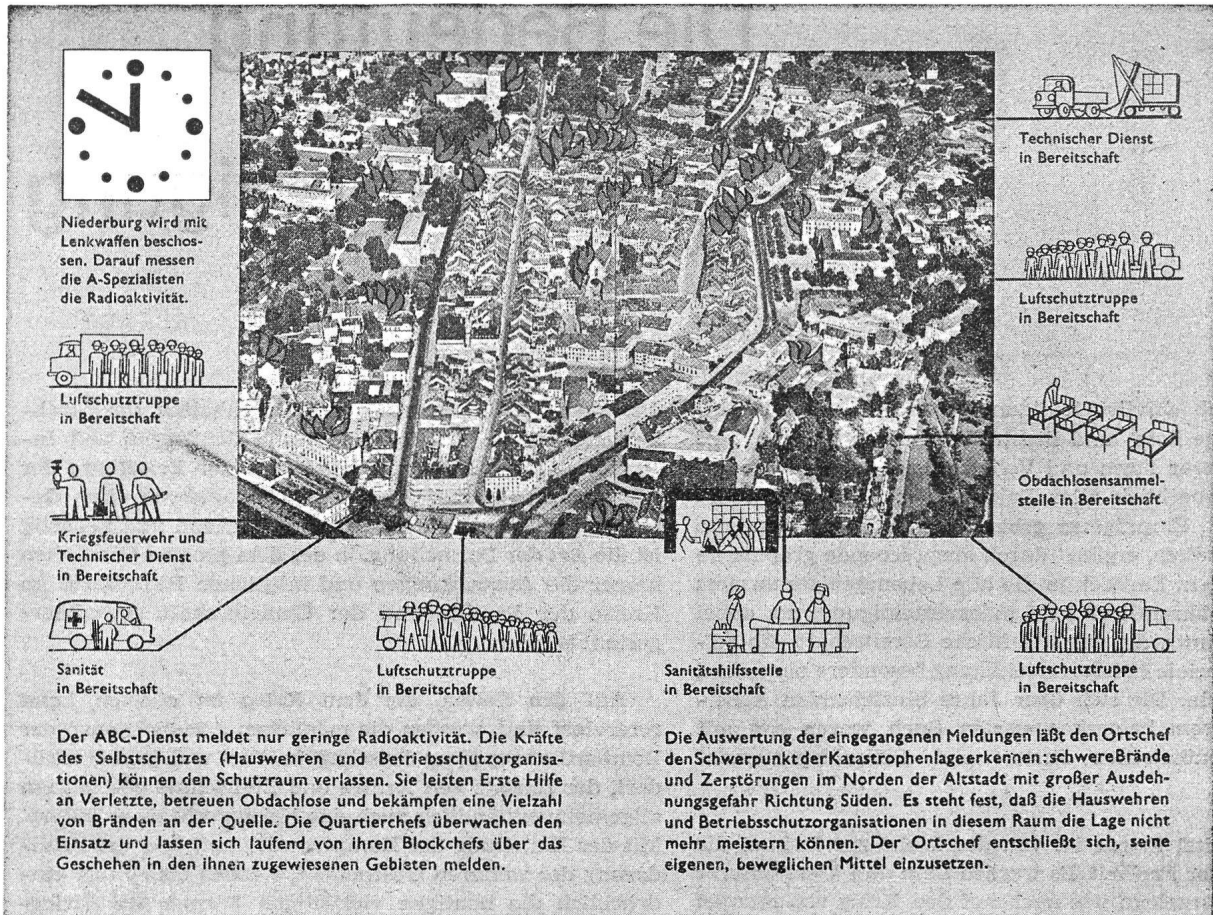 Niederburg wird mit
Lenkwaffen beschos-
sen. Darauf messen
die A-Spezialisten
die Radioaktivität.
Luftschutztruppe
in Bereitschaft
Kriegsfeuerwehr und
Technischer Dienst
in Bereitschaft
Sanität
in Bereitschaft
Luftschutztruppe
in Bereitschaft
Sanitätshilfsstelle
in Bereitschaft
Luftschutztruppe
in Bereitschaft
Technischer Dienst
in Bereitschaft
Luftschutztruppe
in Bereitschaft
Obdachlosensammel-
stelle in Bereitschaft
Der ABC-Dienst meldet nur geringe Radioaktivität. Die Kräfte
des Selbstschutzes (Hauswehren und Betriebsschutzorganisa-
tionen) können den Schutzraum verlassen. Sie leisten Erste Hilfe
an Verletzte, betreuen Obdachlose und bekämpfen eine Vielzahl
von Bränden an der Quelle. Die Quartierchefs überwachen den
Einsatz und lassen sich laufend von ihren Blockchefs über das
Geschehen in den ihnen zugewiesenen Gebieten melden.
Die Auswertung der eingegangenen Meldungen läßt den Ortschef
den Schwerpunkt der Katastrophenlage erkennen: schwere Brände
und Zerstörungen im Norden der Altstadt mit großer Ausdeh-
nungsgefahr Richtung Süden. Es steht fest, daß die Hauswehren
und Betriebsschutzorganisationen in diesem Raum die Lage nicht
mehr meistern können. Der Ortschef entschließt sich, seine
eigenen, beweglichen Mittel einzusetzen.